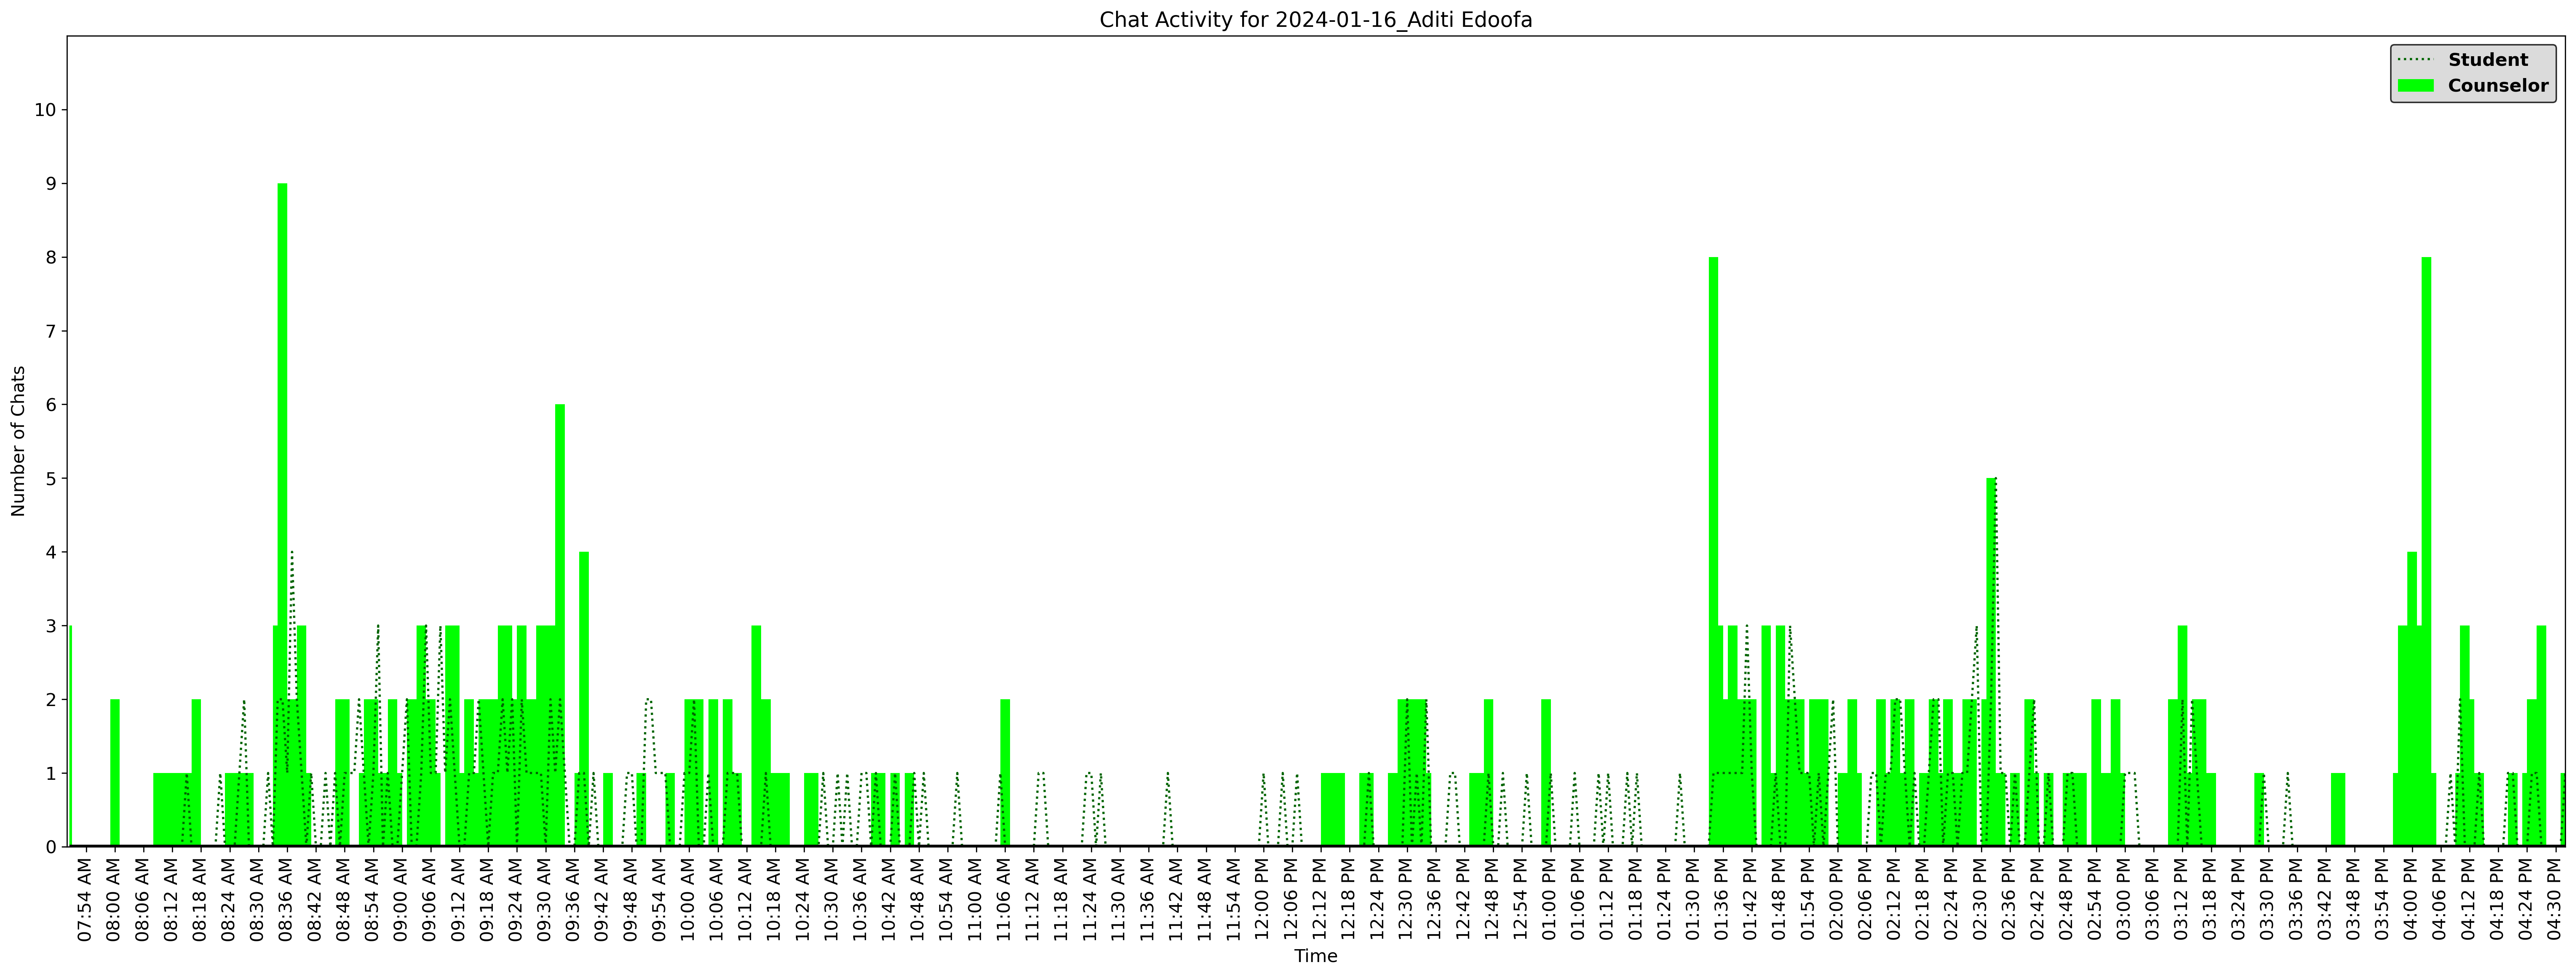 Chat Activity for 2024-01-16_Aditi Edoofa
Student
Counselor
Number of Chats
10
9
8
7
6
5
4
3
2
1
0
07:54 AM
08:00 AM
08:06 AM
08:12 AM
08:18 AM
08:24 AM
08:30 AM
08:36 AM
08:42 AM
08:48 AM
08:54 AM
09:00 AM
09:06 AM
09:12 AM
09:18 AM
09:24 AM
09:30 AM
09:36 AM
09:42 AM
09:48 AM
09:54 AM
10:00 AM
10:06 AM
10:12 AM
10:18 AM
10:24 AM
10:30 AM
10:36 AM
10:42 AM
10:48 AM
10:54 AM
11:00 AM
11:06 AM
11:12 AM
11:18 AM
11:24 AM
11:30 AM
11:36 AM
11:42 AM
11:48 AM
11:54 AM
12:00 PM
12:06 PM
12:12 PM
12:18 PM
12:24 PM
12:30 PM
12:36 PM
12:42 PM
12:48 PM
12:54 PM
01:00 PM
01:06 PM
01:12 PM
01:18 PM
01:24 PM
01:30 PM
01:36 PM
01:42 PM
01:48 PM
01:54 PM
02:00 PM
02:06 PM
02:12 PM
02:18 PM
02:24 PM
02:30 PM
02:36 PM
02:42 PM
02:48 PM
02:54 PM
03:00 PM
03:06 PM
03:12 PM
03:18 PM
03:24 PM
03:30 PM
03:36 PM
03:42 PM
03:48 PM
03:54 PM
04:00 PM
04:06 PM
04:12 PM
04:18 PM
04:24 PM
04:30 PM
Time